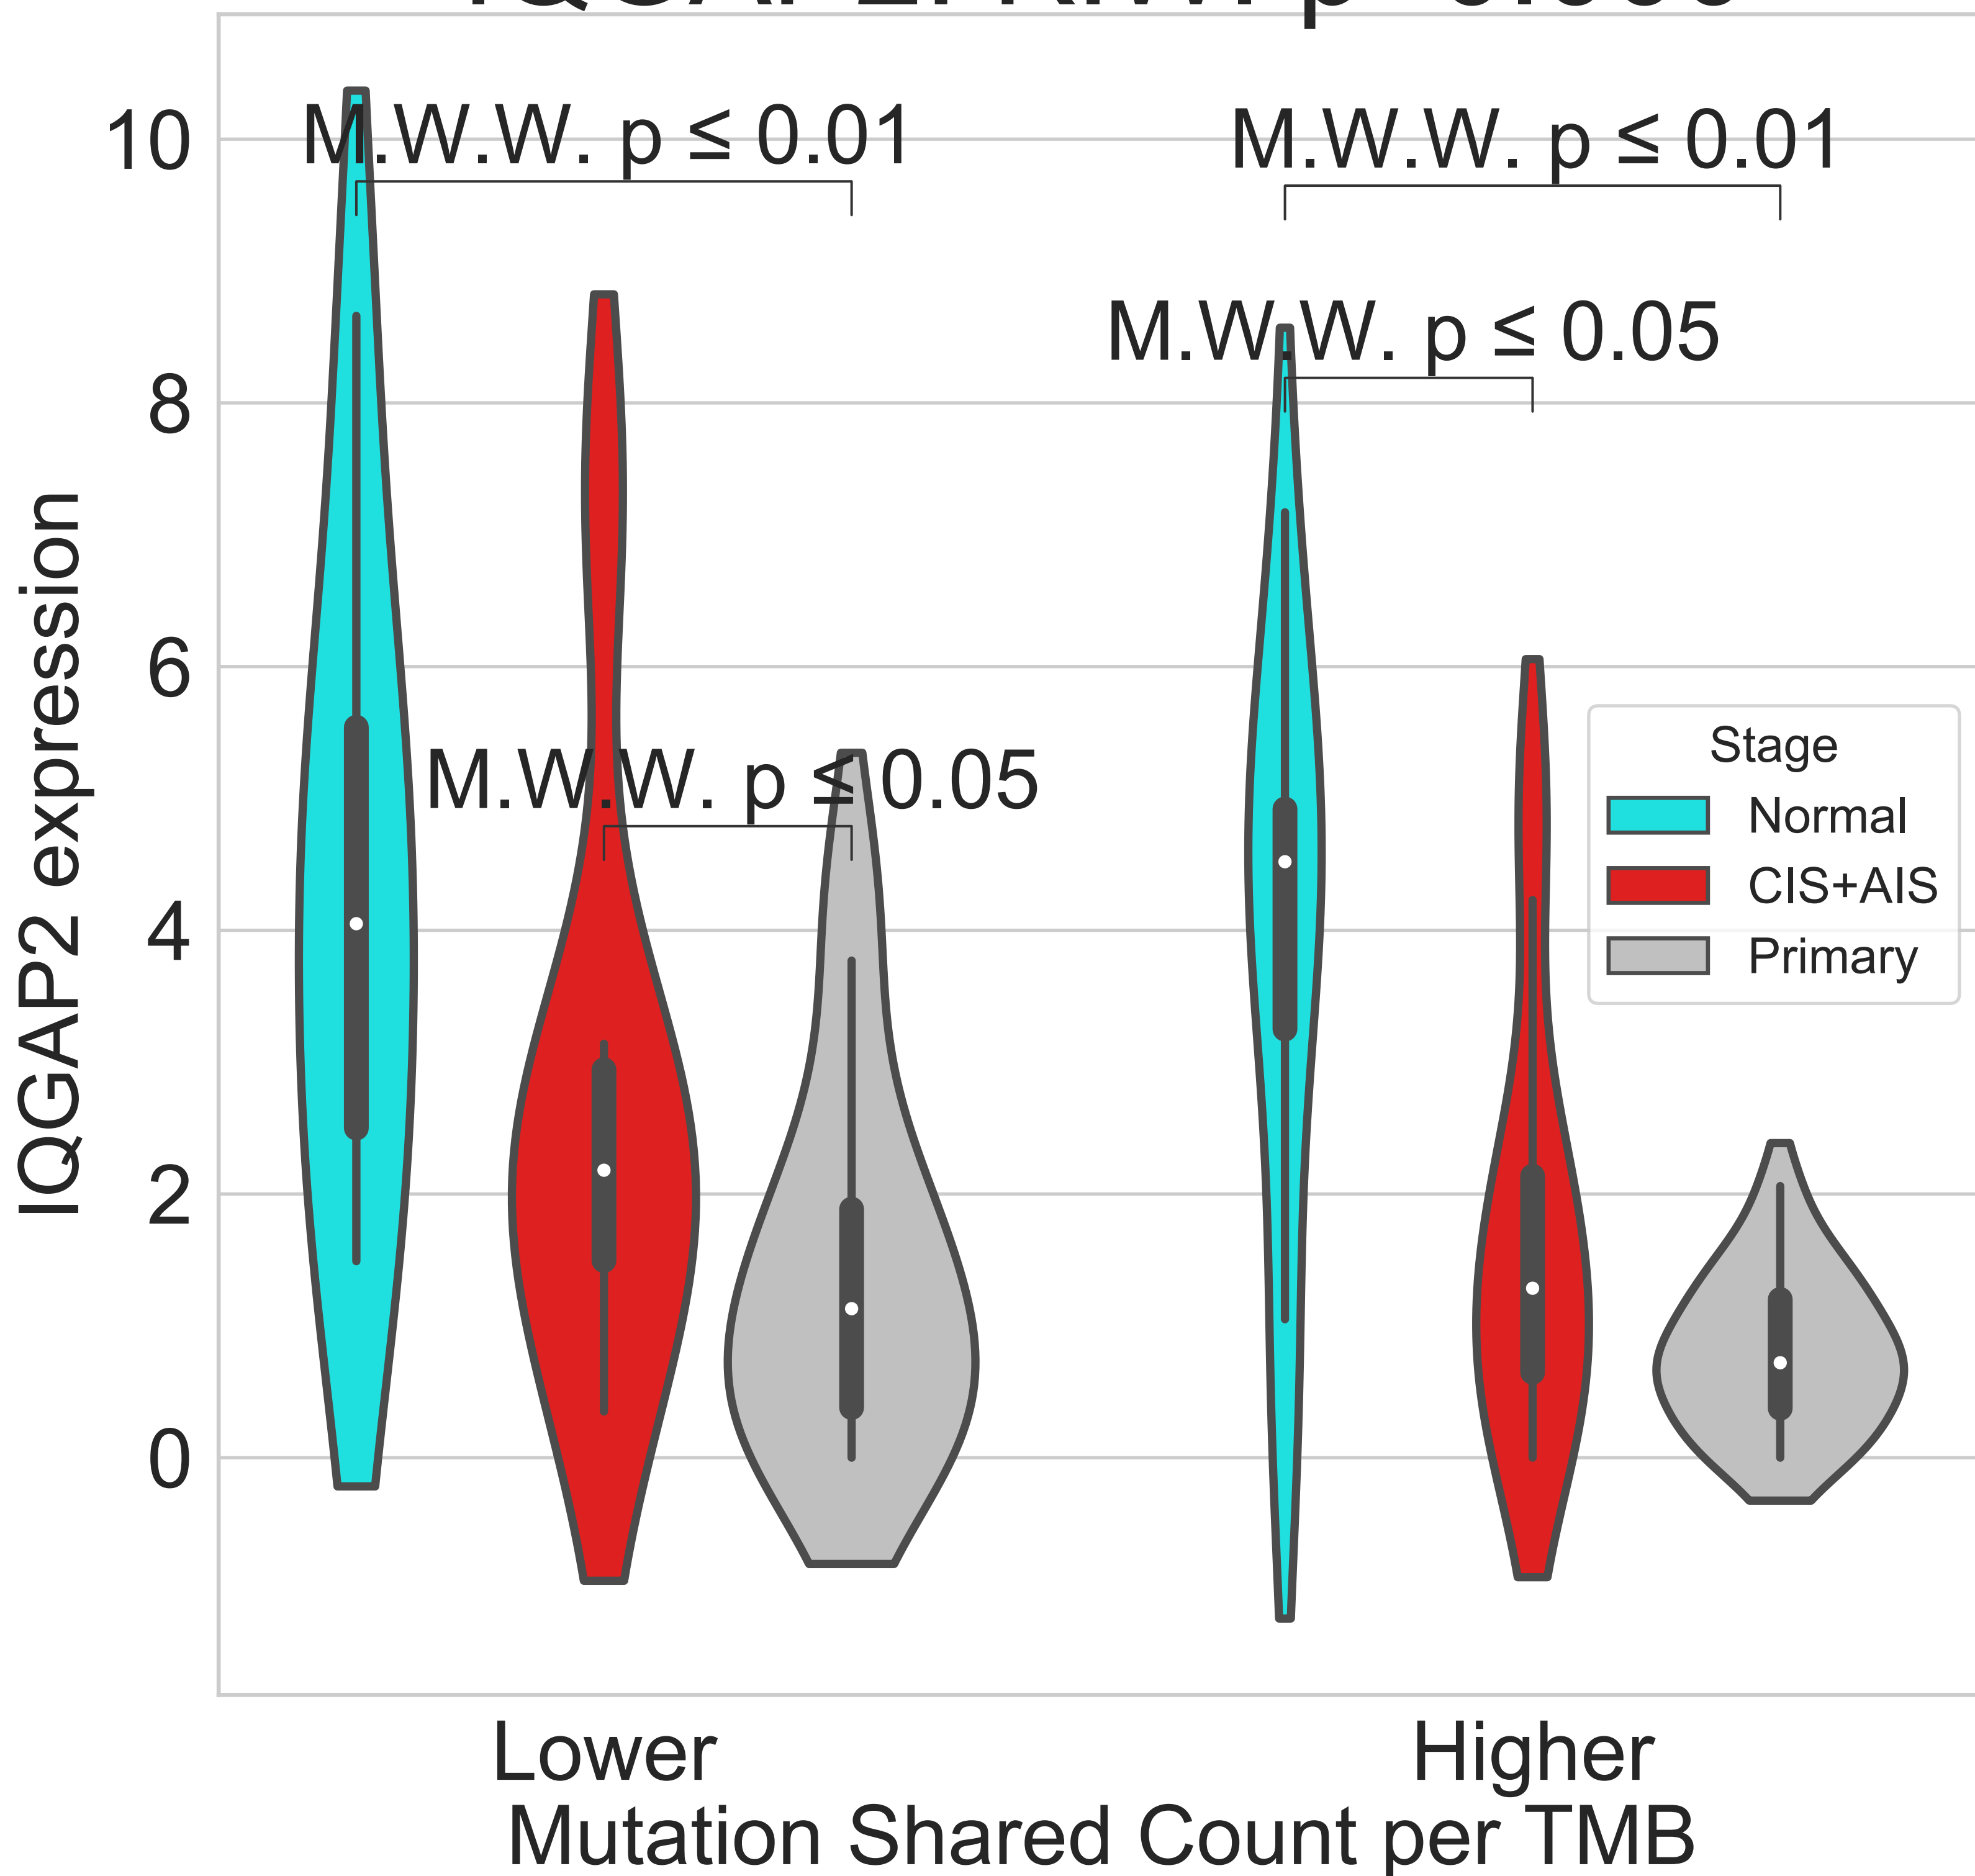 10
8
6
4
2
0
IQGAP2 expression
M.W.W. p ≤ 0.01
M.W.W. p ≤ 0.01
M.W.W. p ≤ 0.05
M.W.W. p ≤ 0.05
Stage
Normal
CIS+AIS
Primary
Lower
Higher
Mutation Shared Count per TMB